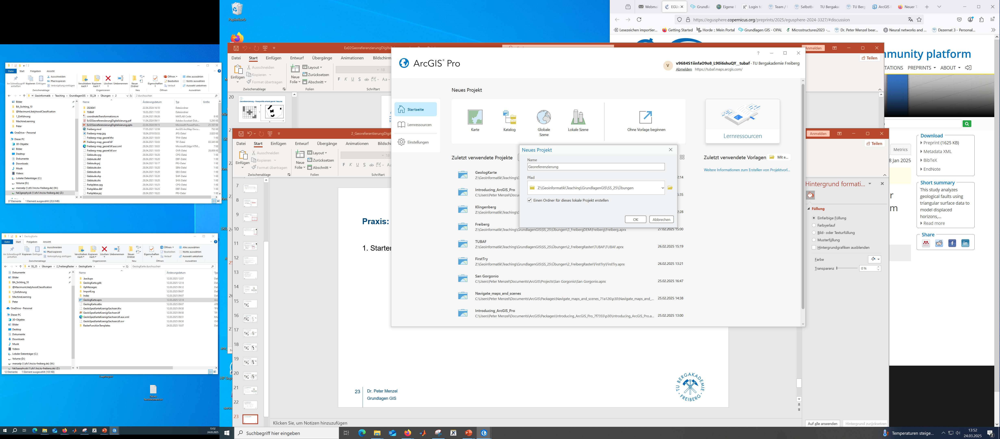 Papierkorb
2
Datei Start Freigeben Ansicht
An Schnellzugriff anheften
Kopieren
Einfügen
Ausschneiden
Pfad kopieren
Verknüpfung einfügen
Verschieben nach
Kopieren nach
Löschen
Umbenennen
Neuer Ordner
Eigenschaften
Öffnen
Bearbeiten
Verlauf
Alles auswählen
Nichts auswählen
Auswahl umkehren
Zwischenablage Organisieren Neu Öffnen Auswählen
« Geoinformatik › Teaching › GrundlagenGIS › SS_24 › Übungen › 2
2 durchsuchen
Bilder
BA_Sichting_10
@MaximumLikelyhoodClassification
1_Einführung
MachineLearning
Peter
OneDrive - Personal
Dieser PC
3D-Objekte
Bilder
Desktop
Dokumente
Downloads
Musik
Videos
Lokaler Datenträger (C:)
Volume (D:)
menzelp (\\zfs1.hrz.tu-freiberg.de) (W:)
fak3geophysik (\\zfs1.hrz.tu-freiberg.de) (Z:)
Name Änderungsdatum Typ Größe
2024041 22.04.2024 16:10 Dateiordner
TUBAF 19.03.2021 11:53 Dateiordner
coordinateTransformations.m 22.04.2021 09:26 MATLAB Code 8 KE
Ex02GeoreferenzierungDigitalisierung.pdf 11.04.2024 09:11 Adobe Acrobat-Dok... 5.295 KE
Ex02GeoreferenzierungDigitalisierung.pptx 22.04.2024 09:15 Microsoft PowerPoin... 21.107 KE
Freiberg.mxd 17.05.2021 12:59 ArcGIS ArcMap Docu... 752 KE
Freiberg-map.jpg 18.04.2018 03:53 JPG-Datei 3.820 KE
Freiberg-map_georef.tfw 28.04.2021 10:03 TFW-Datei 1 KE
Freiberg-map_georef.tif 28.04.2021 10:03 TIF-Datei 83.345 KE
Freiberg-map_georef.tif.aux.xml 28.04.2021 10:03 Microsoft Edge HTM... 7 KE
Freiberg-map_georef.tif.ovr 28.04.2021 10:03 OVR-Datei 28.808 KE
Gebäude.cpg 28.04.2021 10:20 CPG-Datei 1 KE
Gebäude.dbf 28.04.2021 10:20 DBF-Datei 1 KE
Gebäude.prj 28.04.2021 10:17 PRJ-Datei 1 KE
Gebäude.sbn 28.04.2021 10:20 SBN-Datei 1 KE
Gebäude.sbx 28.04.2021 10:20 SBX-Datei 1 KE
Gebäude.shp 28.04.2021 10:20 SHP-Datei 1 KE
Gebäude.shx 28.04.2021 10:20 SHX-Datei 1 KE
Parkplätze.cpg 28.04.2021 10:25 CPG-Datei 1 KE
Parkplätze.dbf 28.04.2021 10:25 DBF-Datei 1 KE
Parkplätze.prj 28.04.2021 10:22 PRJ-Datei 1 KE
37 Elemente 1 Element ausgewählt (20,6 MB)
GeologKarte
Datei Start Freigeben Ansicht
An Schnellzugriff anheften
Kopieren
Einfügen
Ausschneiden
Pfad kopieren
Verknüpfung einfügen
Verschieben nach
Kopieren nach
Löschen
Umbenennen
Neuer Ordner
Eigenschaften
Öffnen
Bearbeiten
Verlauf
Alles auswählen
Nichts auswählen
Auswahl umkehren
Zwischenablage Organisieren Neu Öffnen Auswählen
« SS_25 › Übungen › 2_FreibergRaster › GeologKarte ›
GeologKarte durchsuchen
Dokumente
Bilder
BA_Sichting_10
@MaximumLikelyhoodClassification
1_Einführung
MachineLearning
Peter
OneDrive - Personal
Dieser PC
3D-Objekte
Bilder
Desktop
Dokumente
Downloads
Musik
Videos
Lokaler Datenträger (C:)
Volume (D:)
menzelp (\\zfs1.hrz.tu-freiberg.de) (W:)
fak3geophysik (\\zfs1.hrz.tu-freiberg.de) (Z:)
Name Änderungsdatum Typ
.backups 12.03.2025 12:07
GeologKarte.gdb 12.03.2025 12:14
GpMessages 12.03.2025 09:12
ImportLog 12.03.2025 09:07
Index 12.03.2025 09:07
GeologKarte.aprx 12.03.2025 12:14
GeologKarte.atbx 12.03.2025 09:07
GeoloSpezKarteKoenigrSachsen.tfw 12.03.2025 09:50
GeoloSpezKarteKoenigrSachsen.tif 12.03.2025 09:50
GeoloSpezKarteKoenigrSachsen.tif.aux.xml 12.03.2025 09:51
GeoloSpezKarteKoenigrSachsen.tif.ovr 12.03.2025 09:50
RasterFunctionTemplates 24.03.2025 10:07
12 Elemente 1 Element ausgewählt (103 KB)
LeapFrog.txt
Neues Textdokument.txt
13:52
24.03.2025
Ex02GeoreferenzierungDigitali
Anmelden
Teilen
Datei Start Einfügen Entwurf Übergänge Animationen Bildschirm
Einfügen
Ausschneiden
Kopieren
Format übertragen
Neue Folie
Layout
Zurücksetzen
Abschnitt
18
F K U S ab AV Aa
Zwischenablage Folien Schriftart
20
Georeferenzierung – Passpunkte anhand georef. features
2_GeoreferentierungDigit
Anmelden
Teilen
Datei Start Einfügen Entwurf Übergänge Animationen Bildschi
Einfügen
Ausschneiden
Kopieren
Format übertragen
Neue Folie
Layout
Zurücksetzen
Abschnitt
18
F K U S ab AV Aa
Zwischenablage Folien Schriftart
7
8
9
10
11
12
13
14
15
16
17
18
19
20
21
22
23
Praxis:
1. Starten
23
Dr. Peter Menzel
Grundlagen GIS
TU BERGAKADEMIE FREIBERG
Klicken Sie, um Notizen hinzuzufügen
Hintergrund formati...
Füllung
Einfarbige Füllung
Farbverlauf
Bild- oder Texturfüllung
Musterfüllung
Hintergrundgrafiken ausblenden
Farbe
Transparenz 0 %
Auf alle anwenden Hintergrund zurücksetzen
ArcGIS Pro
v9684S1iinfaO9o8_L90i6shuQY__tubaf - TU Bergakademie Freiberg
V
Abmelden https://tubaf.maps.arcgis.com/
Startseite
Lernressourcen
Einstellungen
Neues Projekt
Karte
Katalog
Globale Szene
Lokale Szene
Ohne Vorlage beginnen
Lernressourcen
Zuletzt verwendete Projekte
Zuletzt verwendete Vorlagen Mit e...
Weitere Informationen zum Erstellen von Projektvorl...
GeologKarte
Z:\Geoinformatik\Teaching\G 2:14
Introducing_ArcGIS_Pro
C:\Users\Peter Menzel\Docu 5:35
Klingenberg
Z:\Geoinformatik\Teaching\G 2:28
Freiberg
Z:\Geoinformatik\Teaching\GrundlagenGIS\SS_25\Übungen\3_FreibergDEM\Freiberg\Freiberg.aprx 27.02.2025 15:00
TUBAF
Z:\Geoinformatik\Teaching\GrundlagenGIS\SS_25\Übungen\2_FreibergRaster\TUBAF\TUBAF.aprx 26.02.2025 15:19
FirstTry
Z:\Geoinformatik\Teaching\GrundlagenGIS\SS_25\Übungen\2_FreibergRaster\FirstTry\FirstTry.aprx 26.02.2025 13:21
San Gorgonio
C:\Users\Peter Menzel\Documents\ArcGIS\Projects\San Gorgonio\San Gorgonio.aprx 25.02.2025 16:47
Navigate_maps_and_scenes
C:\Users\Peter Menzel\Documents\ArcGIS\Packages\Navigate_maps_and_scenes_71a126\p30\Navigate_maps_and_... 25.02.2025 14:38
Introducing_ArcGIS_Pro
C:\Users\Peter Menzel\Documents\ArcGIS\Packages\Introducing_ArcGIS_Pro_7f7355\p30\Introducing_ArcGIS_Pro.a... 25.02.2025 13:00
Neues Projekt
Name
Georeferenzierung
Pfad
Z:\Geoinformatik\Teaching\GrundlagenGIS\SS_25\Übungen
Einen Ordner für dieses lokale Projekt erstellen
OK Abbrechen
Webma EGUs Grundla Eigene Login to Team / Selbstb TU Bergaka TU Berg ArcGIS Neuer T
https://egusphere.copernicus.org/preprints/2025/egusphere-2024-3327/#discussion
Lesezeichen importier... Getting Started Horde :: Mein Portal Grundlagen GIS - OPAL Microstructures2023 -... Dr. Peter Menzel bear... Neural networks and ... Dezernat 3 - Personal...
mmunity platform
TATIONS PREPRINTS ABOUT
Metrics
8 Jan 2025
r
m
Download
Preprint (1625 KB)
Metadata XML
BibTeX
EndNote
Short summary
This study analyzes
geological faults using
triangular surface data to
model displaced
horizons,...
Read more
Share
Suchbegriff hier eingeben
Temperaturen steige...
13:52
24.03.2025
2